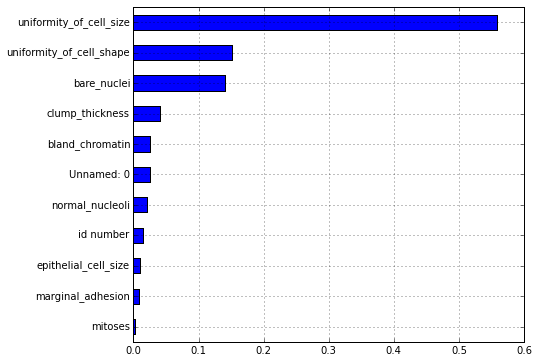 uniformity_of_cell_size
uniformity_of_cell_shape
bare_nuclei
clump_thickness
bland_chromatin
Unnamed: 0
normal_nucleoli
id number
epithelial_cell_size
marginal_adhesion
mitoses
0.0 0.1 0.2 0.3 0.4 0.5 0.6